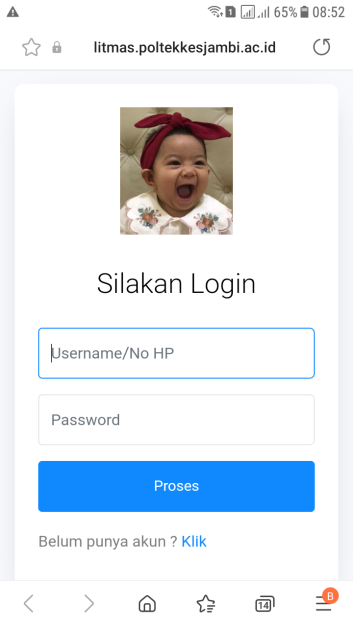 65% 08:52
litmas.poltekkesjambi.ac.id
Silakan Login
Username/No HP
Password
Proses
Belum punya akun ? Klik
14
B